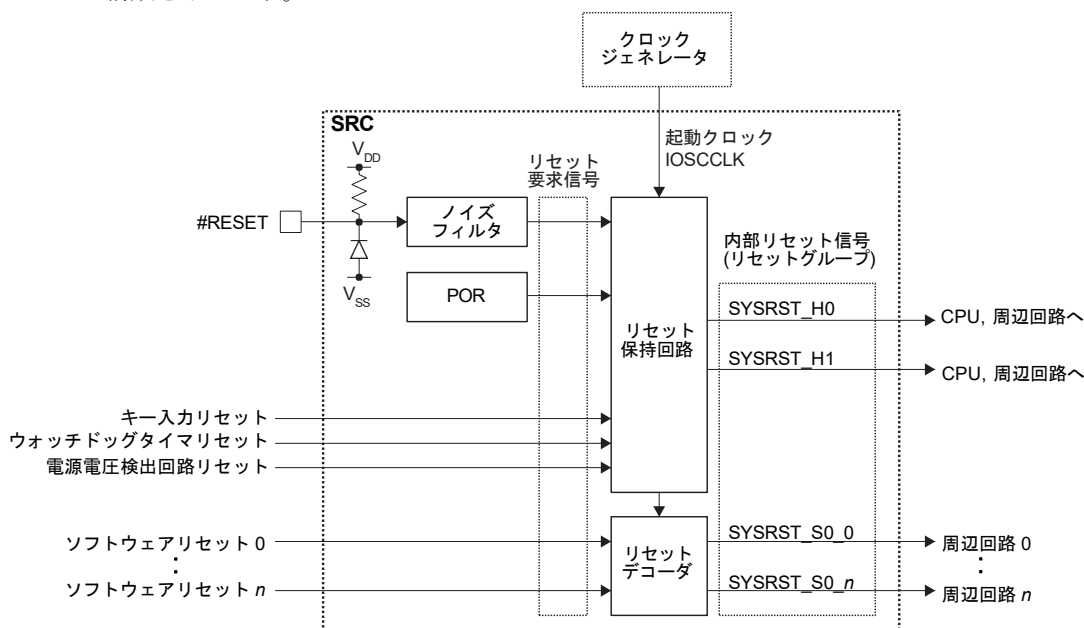 クロック
ジェネレータ
SRC
VDD
起動クロック
IOSCCLK
リセット
要求信号
#RESET
ノイズ
フィルタ
内部リセット信号
(リセットグループ)
VSS
POR
リセット
保持回路
SYSRST_H0
CPU, 周辺回路へ
SYSRST_H1
CPU, 周辺回路へ
キー入力リセット
ウォッチドッグタイマリセット
電源電圧検出回路リセット
ソフトウェアリセット 0
リセット
デコーダ
SYSRST_S0_0
周辺回路 0
ソフトウェアリセット n
SYSRST_S0_n
周辺回路 n